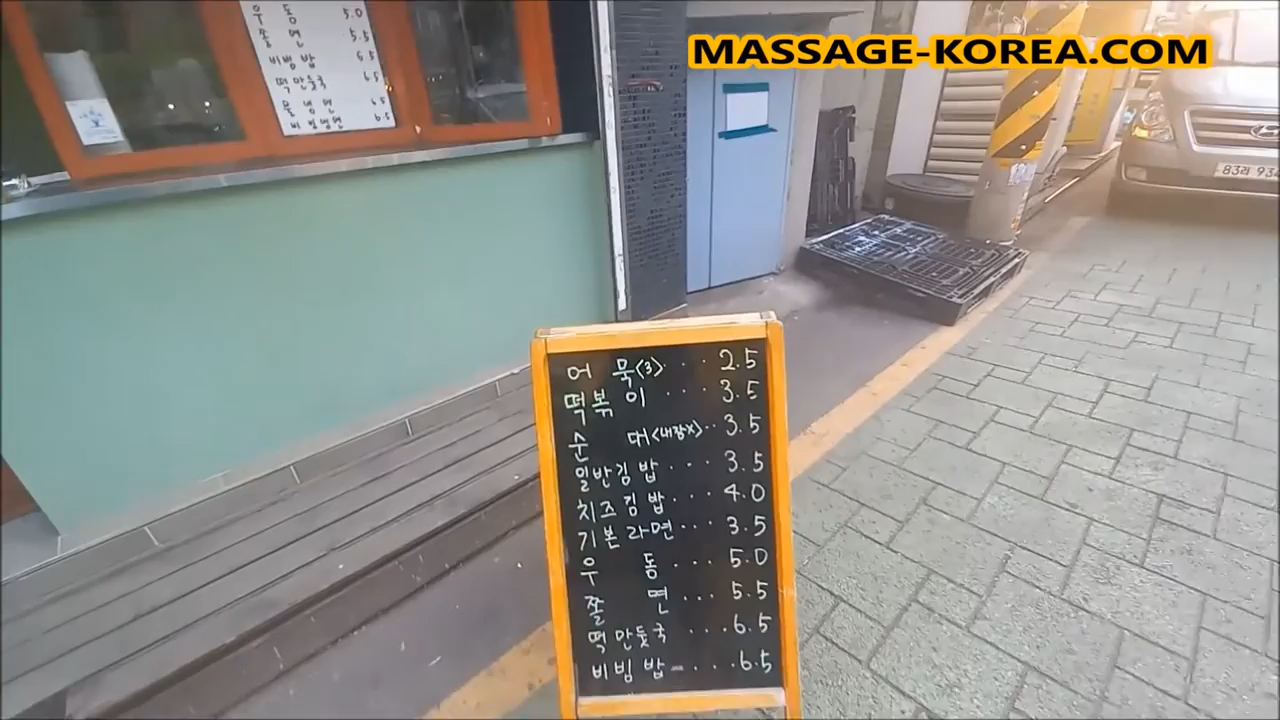 MASSAGE-KOREA.COM
우 동 5.0
쫄 면 5.5
비빔밥 6.5
떡만둣국 6.5
물냉면 6.5
비빔냉면 6.5
83라 93
어 묵<3> · · 2.5
떡볶이 · · · 3.5
순 대<내장X> · · 3.5
일반김밥 · · · 3.5
치즈김밥 · · · 4.0
기본라면 · · · 3.5
우 동 · · · 5.0
쫄 면 ... 5.5
떡만둣국 ... 6.5
비빔밥 - ... 6.5